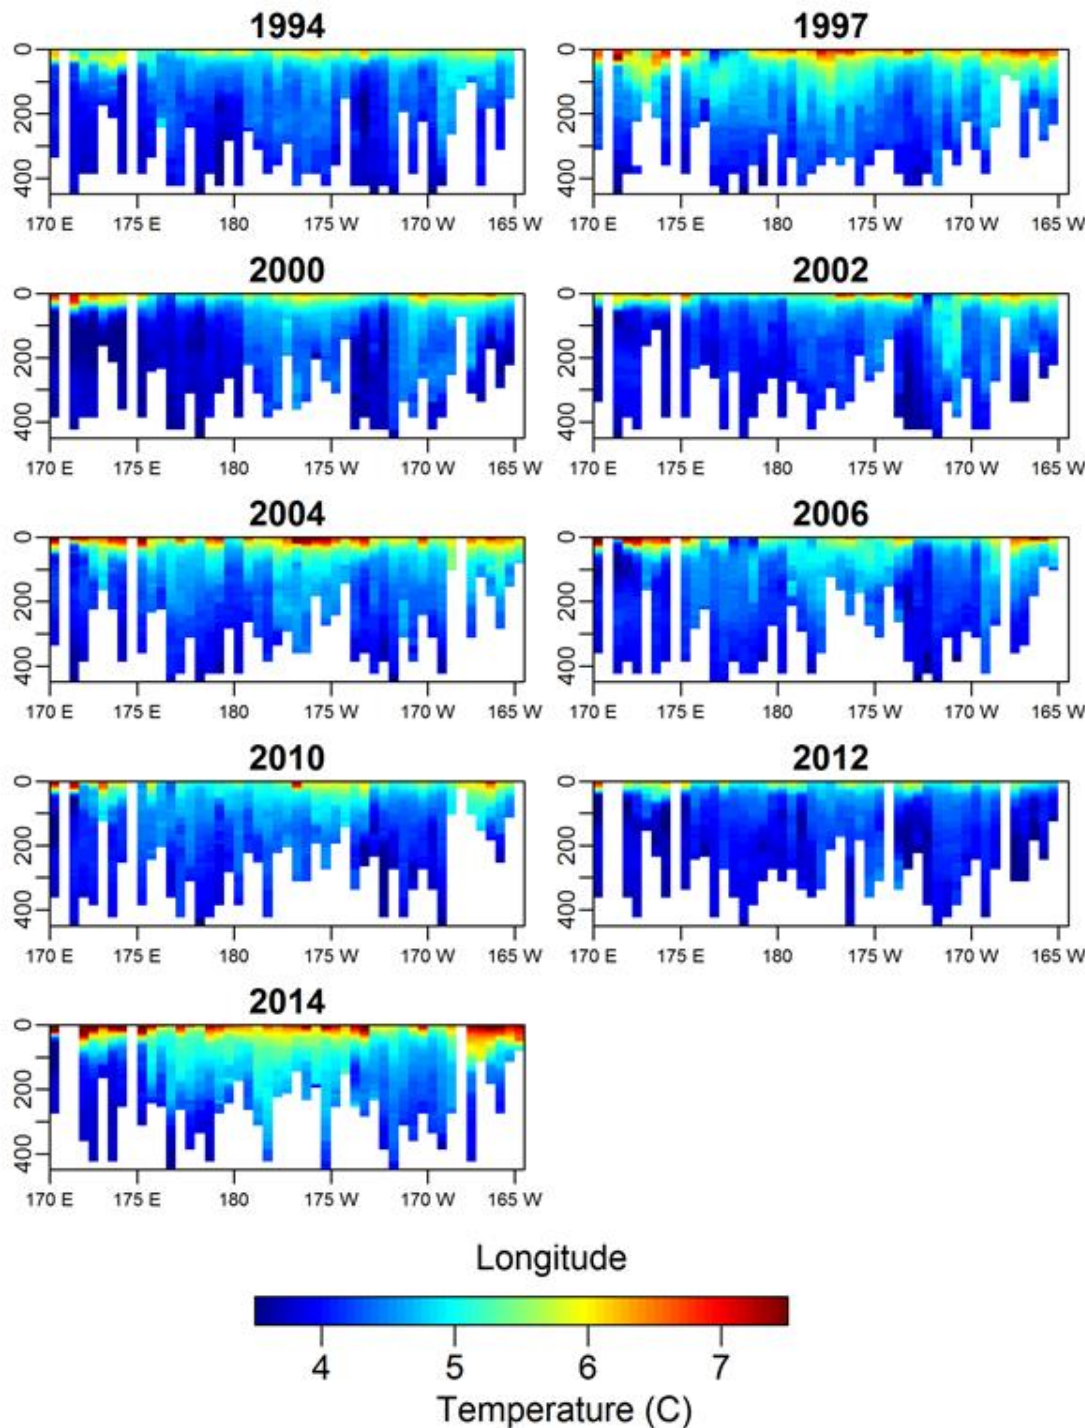 1994 1997
0 200 400 0 200 400
170 E 175 E 180 175 W 170 W 165 W 170 E 175 E 180 175 W 170 W 165 W
2000 2002
0 200 400 0 200 400
170 E 175 E 180 175 W 170 W 165 W 170 E 175 E 180 175 W 170 W 165 W
2004 2006
0 200 400 0 200 400
170 E 175 E 180 175 W 170 W 165 W 170 E 175 E 180 175 W 170 W 165 W
2010 2012
0 200 400 0 200 400
170 E 175 E 180 175 W 170 W 165 W 170 E 175 E 180 175 W 170 W 165 W
2014
0 200 400
170 E 175 E 180 175 W 170 W 165 W
Longitude
4 5 6 7
Temperature (C)